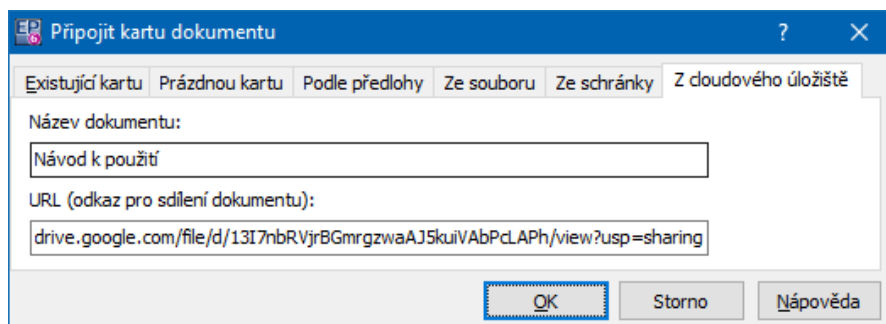 Připojit kartu dokumentu
Existující kartu Prázdnou kartu Podle předlohy Ze souboru Ze schránky Z cloudového úložiště
Název dokumentu:
Návod k použití
URL (odkaz pro sdílení dokumentu):
drive.google.com/file/d/13I7nbRVjrBGmrgzwaAJ5kuiVAbPcLAPh/view?usp=sharing
OK Storno Nápověda